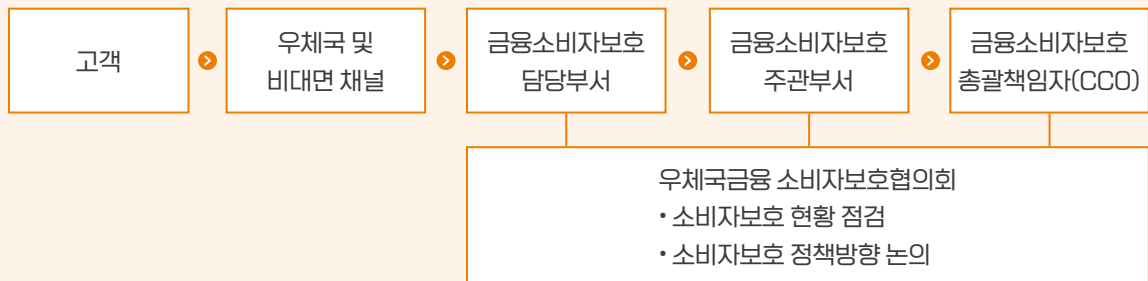 고객
우체국 및
비대면 채널
금융소비자보호
담당부서
금융소비자보호
주관부서
금융소비자보호
총괄책임자(CCO)
우체국금융 소비자보호협의회
• 소비자보호 현황 점검
• 소비자보호 정책방향 논의